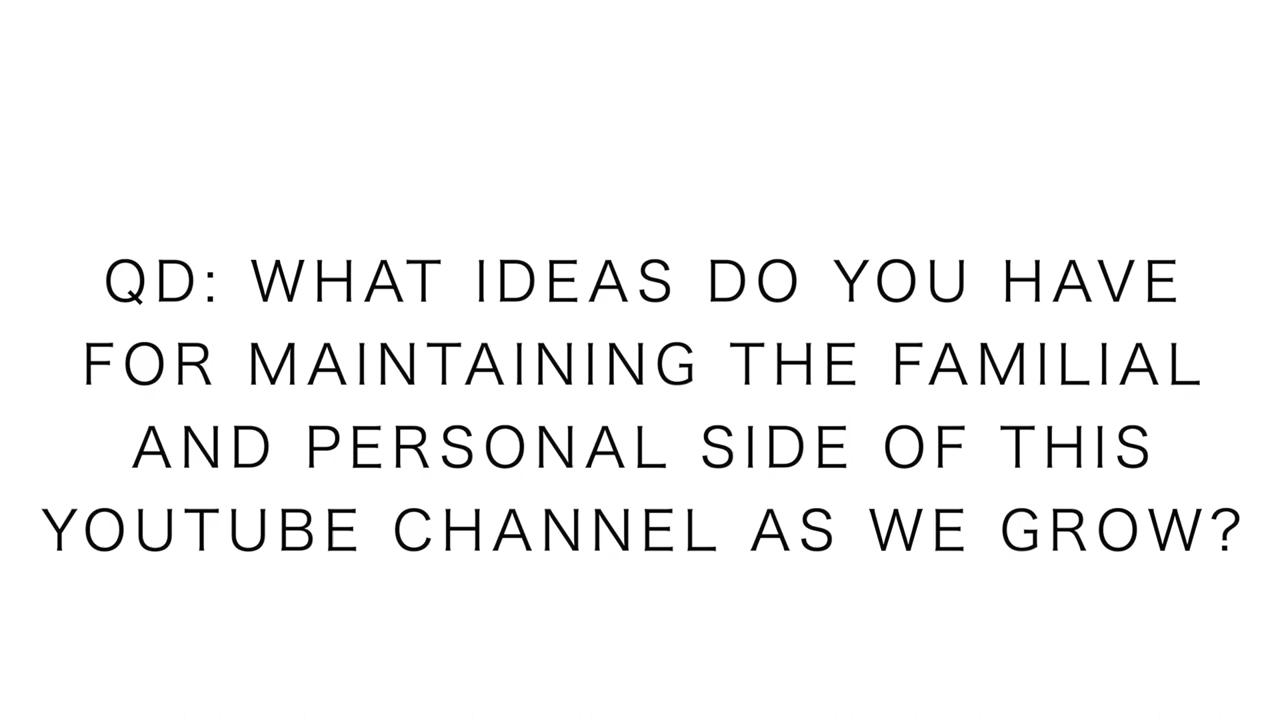 QD: WHAT IDEAS DO YOU HAVE
FOR MAINTAINING THE FAMILIAL
AND PERSONAL SIDE OF THIS
YOUTUBE CHANNEL AS WE GROW?